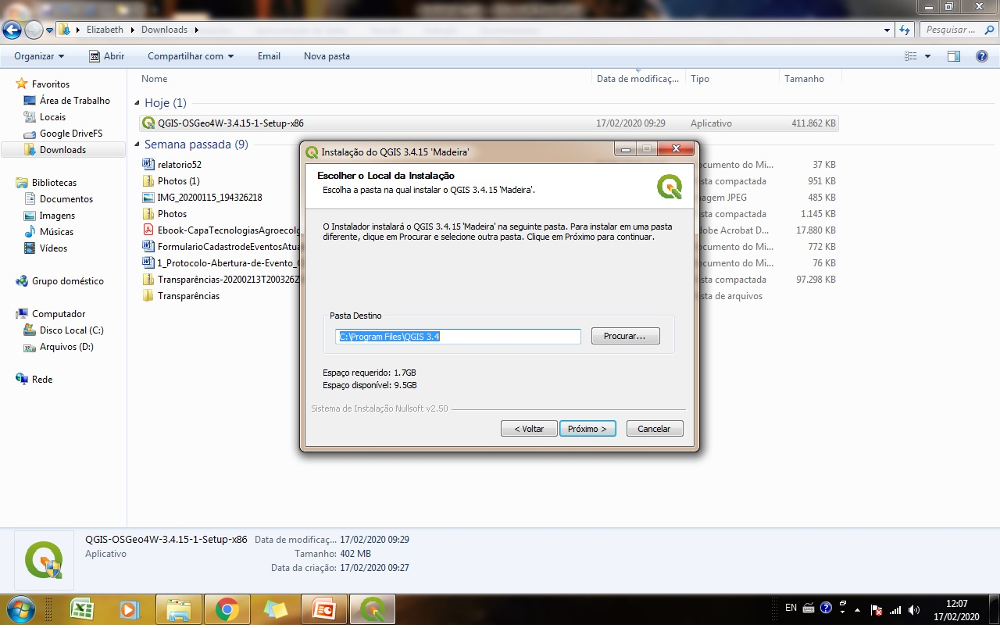 Elizabeth
Downloads
Pesquisar ...
Organizar
Abrir
Compartilhar com
Email
Nova pasta
Nome
Data de modificaç...
Tipo
Tamanho
Favoritos
Área de Trabalho
Locais
Google DriveFS
Downloads
Bibliotecas
Documentos
Imagens
Músicas
Vídeos
Grupo doméstico
Computador
Disco Local (C:)
Arquivos (D:)
Rede
Hoje (1)
QGIS-OSGeo4W-3.4.15-1-Setup-x86 17/02/2020 09:29 Aplicativo 411.862 KB
Semana passada (9)
relatorio52 ocumento do Mi... 37 KB
Photos (1) sta compactada 951 KB
IMG_20200115_194326218 agem JPEG 485 KB
Photos sta compactada 1.145 KB
Ebook-CapaTecnologiasAgroecolg obe Acrobat D... 17.880 KB
FormularioCadastrodeEventosAtua ocumento do Mi... 772 KB
1_Protocolo-Abertura-de-Evento_ ocumento do Mi... 76 KB
Transparências-20200213T200326Z sta compactada 97.298 KB
Transparências sta de arquivos
Instalação do QGIS 3.4.15 'Madeira'
Escolher o Local da Instalação
Escolha a pasta na qual instalar o QGIS 3.4.15 'Madeira'.
O Instalador instalará o QGIS 3.4.15 'Madeira' na seguinte pasta. Para instalar em uma pasta
diferente, clique em Procurar e selecione outra pasta. Clique em Próximo para continuar.
Pasta Destino
C:\Program Files\QGIS 3.4
Procurar...
Espaço requerido: 1.7GB
Espaço disponível: 9.5GB
Sistema de Instalação Nullsoft v2.50
< Voltar
Próximo >
Cancelar
QGIS-OSGeo4W-3.4.15-1-Setup-x86 Data de modificaç... 17/02/2020 09:29
Aplicativo Tamanho: 402 MB
Data da criação: 17/02/2020 09:27
EN
12:07
17/02/2020